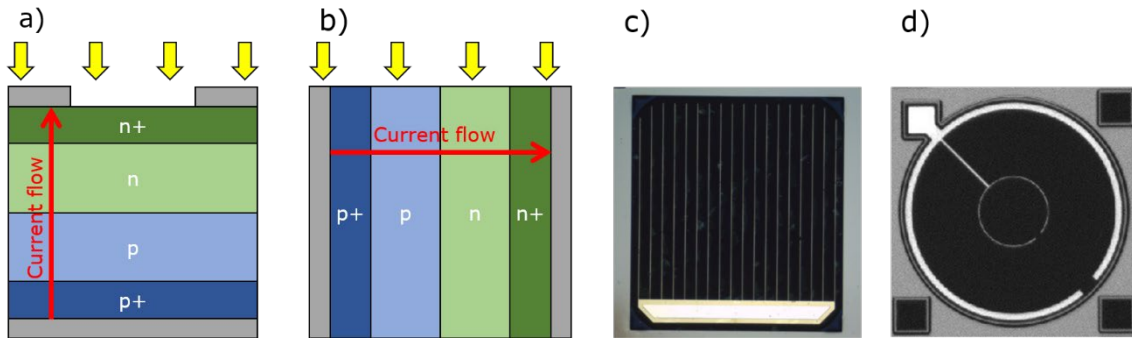 a)
b)
c)
d)
n+
n
p
p+
Current flow
p+
p
n
n+
Current flow